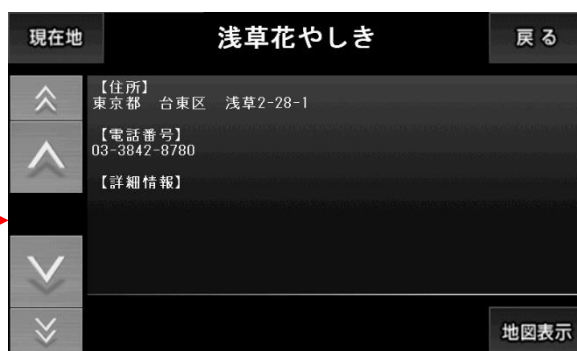 現在地
浅草花やしき
戻る
【住所】
東京都　台東区　浅草2-28-1
【電話番号】
03-3842-8780
【詳細情報】
地図表示